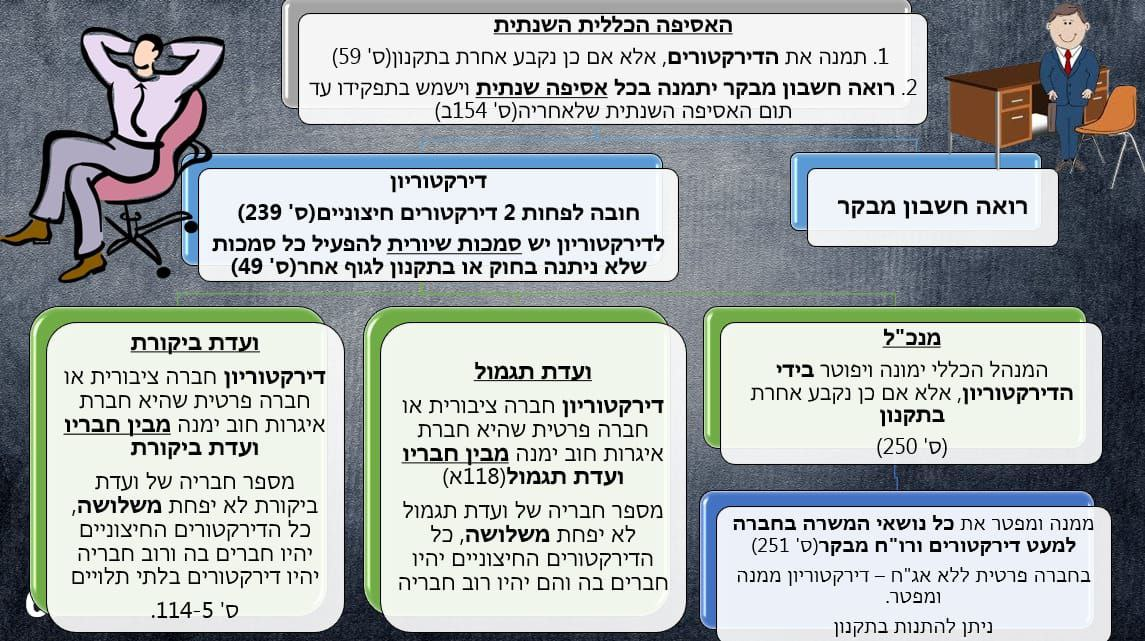 האסיפה הכללית השנתית
1. תמנה את הדירקטורים, אלא אם כן נקבע אחרת בתקנון(ס' 59)
2. רואה חשבון מבקר יתמנה בכל אסיפה שנתית וישמש בתפקידו עד
תום האסיפה השנתית שלאחריה(ס' 154ב)
רואה חשבון מבקר
דירקטוריון
חובה לפחות 2 דירקטורים חיצוניים(ס' 239)
לדירקטוריון יש סמכות שיורית להפעיל כל סמכות
שלא ניתנה בחוק או בתקנון לגוף אחר(ס' 49)
מנכ"ל
המנהל הכללי ימונה ויפוטר בידי
הדירקטוריון, אלא אם כן נקבע אחרת
בתקנון
(ס' 250)
ממנה ומפטר את כל נושאי המשרה בחברה
למעט דירקטורים ורו"ח מבקר(ס' 251)
בחברה פרטית ללא אג"ח – דירקטוריון ממנה
ומפטר.
ניתן להתנות בתקנון
ועדת תגמול
דירקטוריון חברה ציבורית או
חברה פרטית שהיא חברת
איגרות חוב ימנה מבין חבריו
ועדת תגמול(118א)
מספר חבריה של ועדת תגמול
לא יפחת משלושה, כל
הדירקטורים החיצוניים יהיו
חברים בה והם יהיו רוב חבריה
ועדת ביקורת
דירקטוריון חברה ציבורית או
חברה פרטית שהיא חברת
איגרות חוב ימנה מבין חבריו
ועדת ביקורת
מספר חבריה של ועדת
ביקורת לא יפחת משלושה,
כל הדירקטורים החיצוניים
יהיו חברים בה ורוב חבריה
יהיו דירקטורים בלתי תלויים
ס' 114-5.